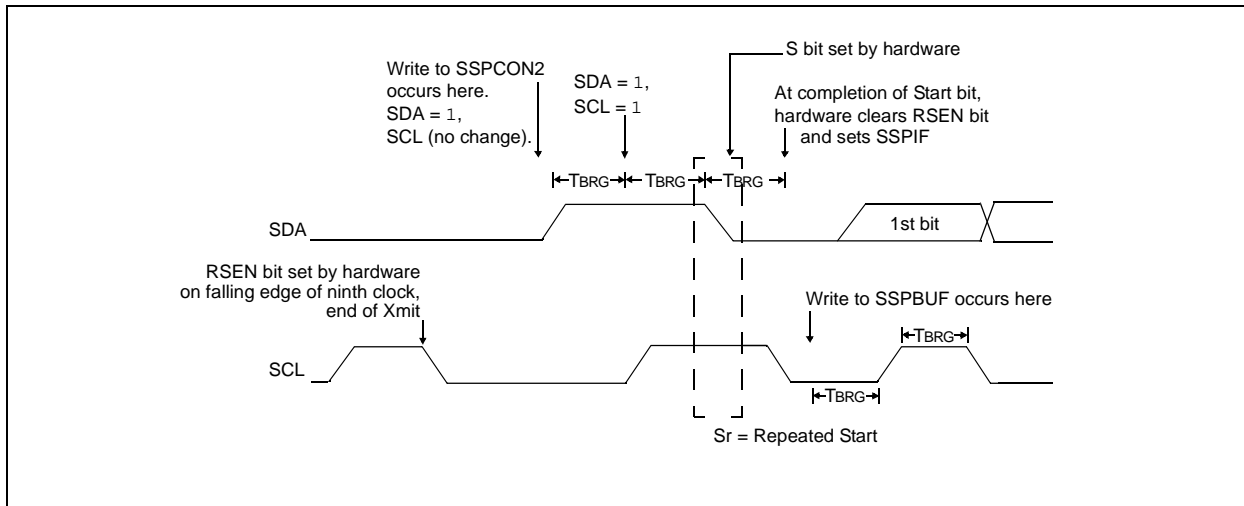 S bit set by hardware
Write to SSPCON2
occurs here.
SDA = 1,
SCL (no change).
SDA = 1,
SCL = 1
At completion of Start bit,
hardware clears RSEN bit
and sets SSPIF
TBRG
TBRG
TBRG
SDA
1st bit
RSEN bit set by hardware
on falling edge of ninth clock,
end of Xmit
Write to SSPBUF occurs here
TBRG
SCL
TBRG
Sr = Repeated Start